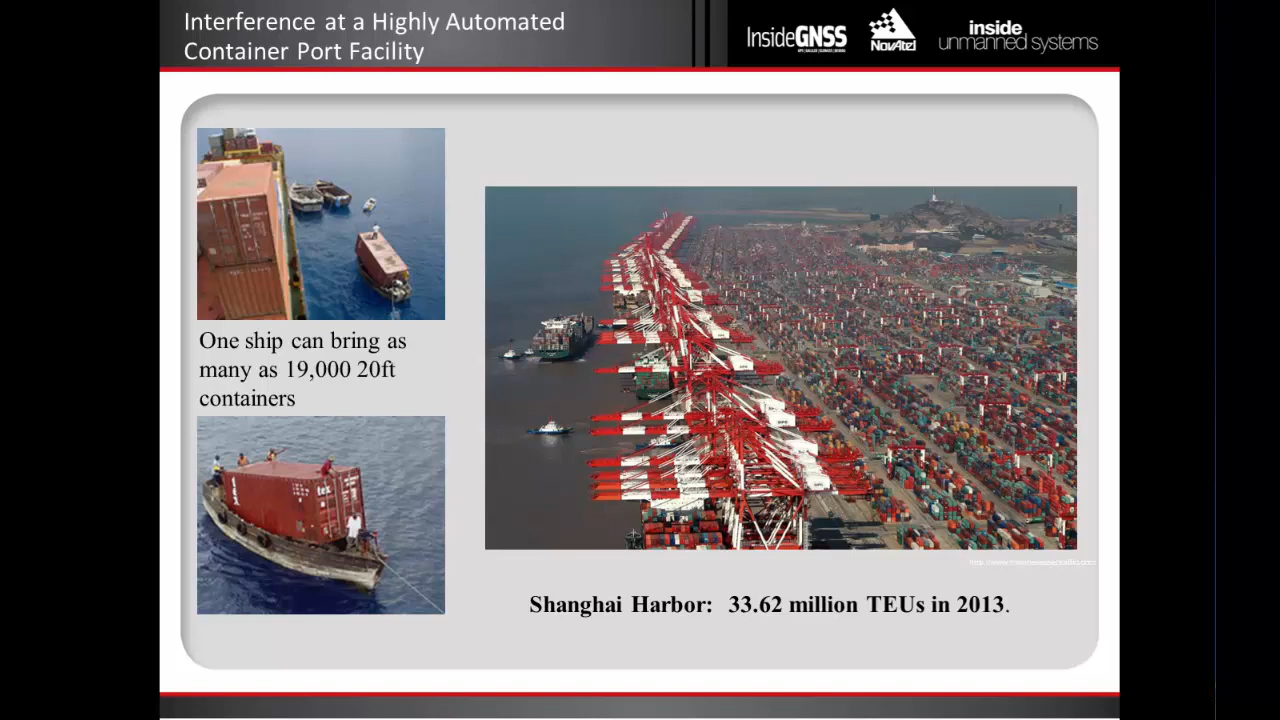 Interference at a Highly Automated
Container Port Facility
InsideGNSS
NovAtel
inside
unmanned systems
One ship can bring as
many as 19,000 20ft
containers
tex
Shanghai Harbor:  33.62 million TEUs in 2013.